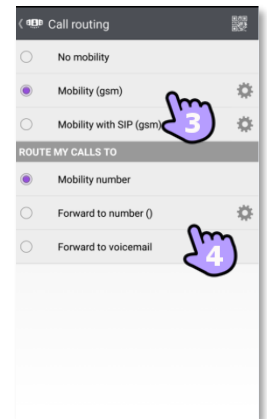 Call routing
No mobility
Mobility (gsm)
3
Mobility with SIP (gsm)
ROUTE MY CALLS TO
Mobility number
Forward to number ()
4
Forward to voicemail